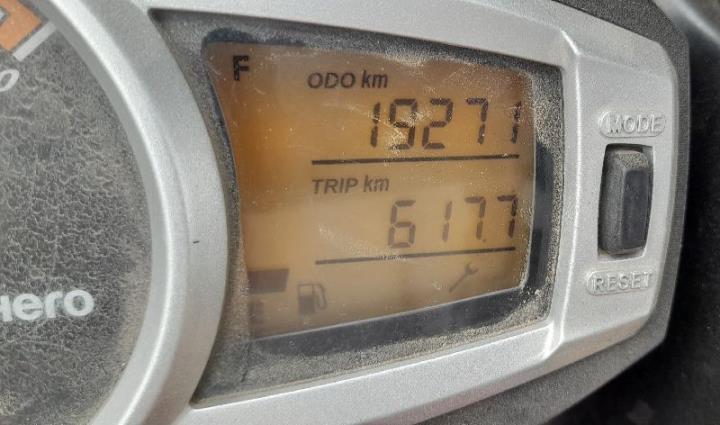 F
ODO km
19271
MODE
TRIP km
617.7
RESET
Hero